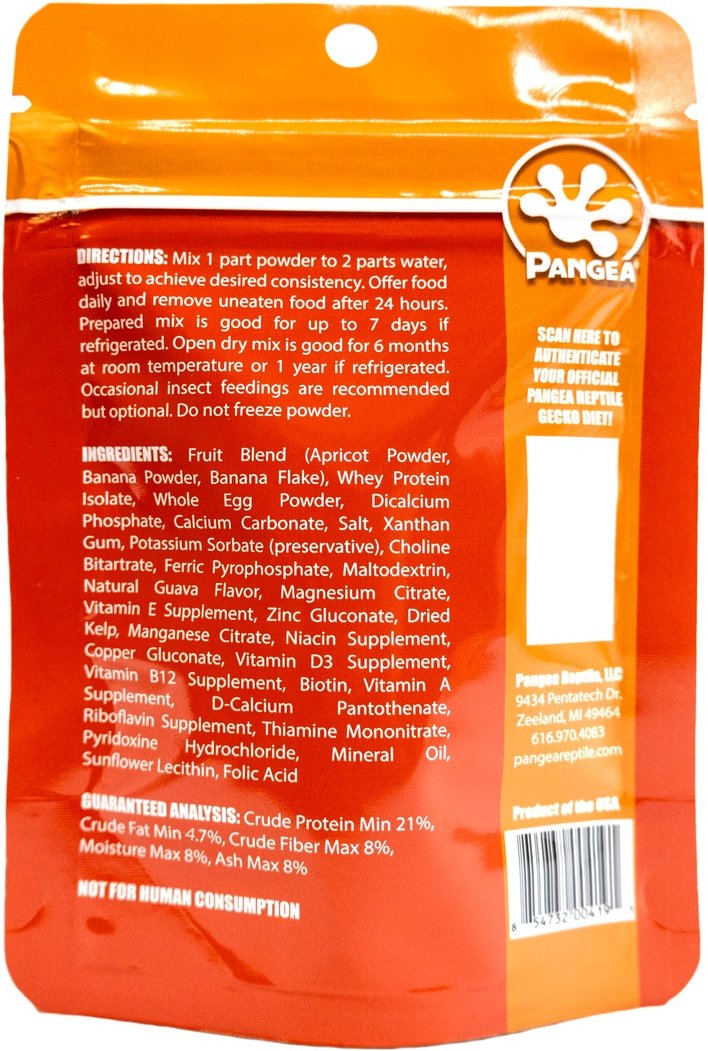 DIRECTIONS: Mix 1 part powder to 2 parts water,
adjust to achieve desired consistency. Offer food
daily and remove uneaten food after 24 hours.
Prepared mix is good for up to 7 days if
refrigerated. Open dry mix is good for 6 months
at room temperature or 1 year if refrigerated.
Occasional insect feedings are recommended
but optional. Do not freeze powder.
INGREDIENTS: Fruit Blend (Apricot Powder,
Banana Powder, Banana Flake), Whey Protein
Isolate, Whole Egg Powder, Dicalcium
Phosphate, Calcium Carbonate, Salt, Xanthan
Gum, Potassium Sorbate (preservative), Choline
Bitartrate, Ferric Pyrophosphate, Maltodextrin,
Natural Guava Flavor, Magnesium Citrate,
Vitamin E Supplement, Zinc Gluconate, Dried
Kelp, Manganese Citrate, Niacin Supplement,
Copper Gluconate, Vitamin D3 Supplement,
Vitamin B12 Supplement, Biotin, Vitamin A
Supplement, D-Calcium Pantothenate,
Riboflavin Supplement, Thiamine Mononitrate,
Pyridoxine Hydrochloride, Mineral Oil,
Sunflower Lecithin, Folic Acid
GUARANTEED ANALYSIS: Crude Protein Min 21%,
Crude Fat Min 4.7%, Crude Fiber Max 8%,
Moisture Max 8%, Ash Max 8%
NOT FOR HUMAN CONSUMPTION
PANGEA
SCAN HERE TO
AUTHENTICATE
YOUR OFFICIAL
PANGEA REPTILE
GECKO DIET!
Pangea Reptile, LLC
9434 Pentatech Dr.
Zeeland, MI 49464
616.970.4083
pangeareptile.com
Product of the USA
8 54732 00419 1